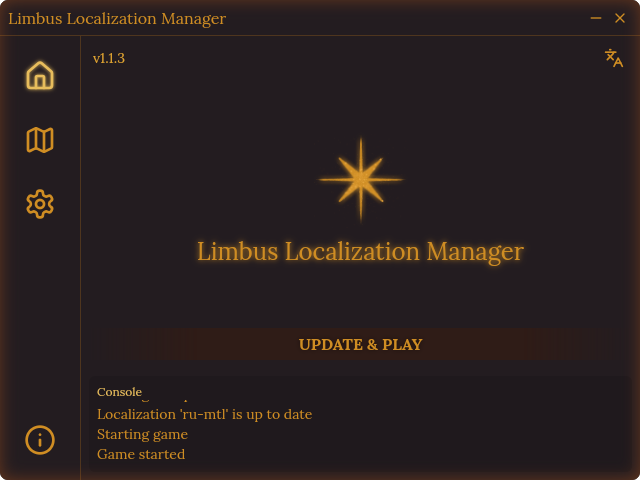 Limbus Localization Manager
v1.1.3
Limbus Localization Manager
UPDATE & PLAY
Console
Localization 'ru-mtl' is up to date
Starting game
Game started